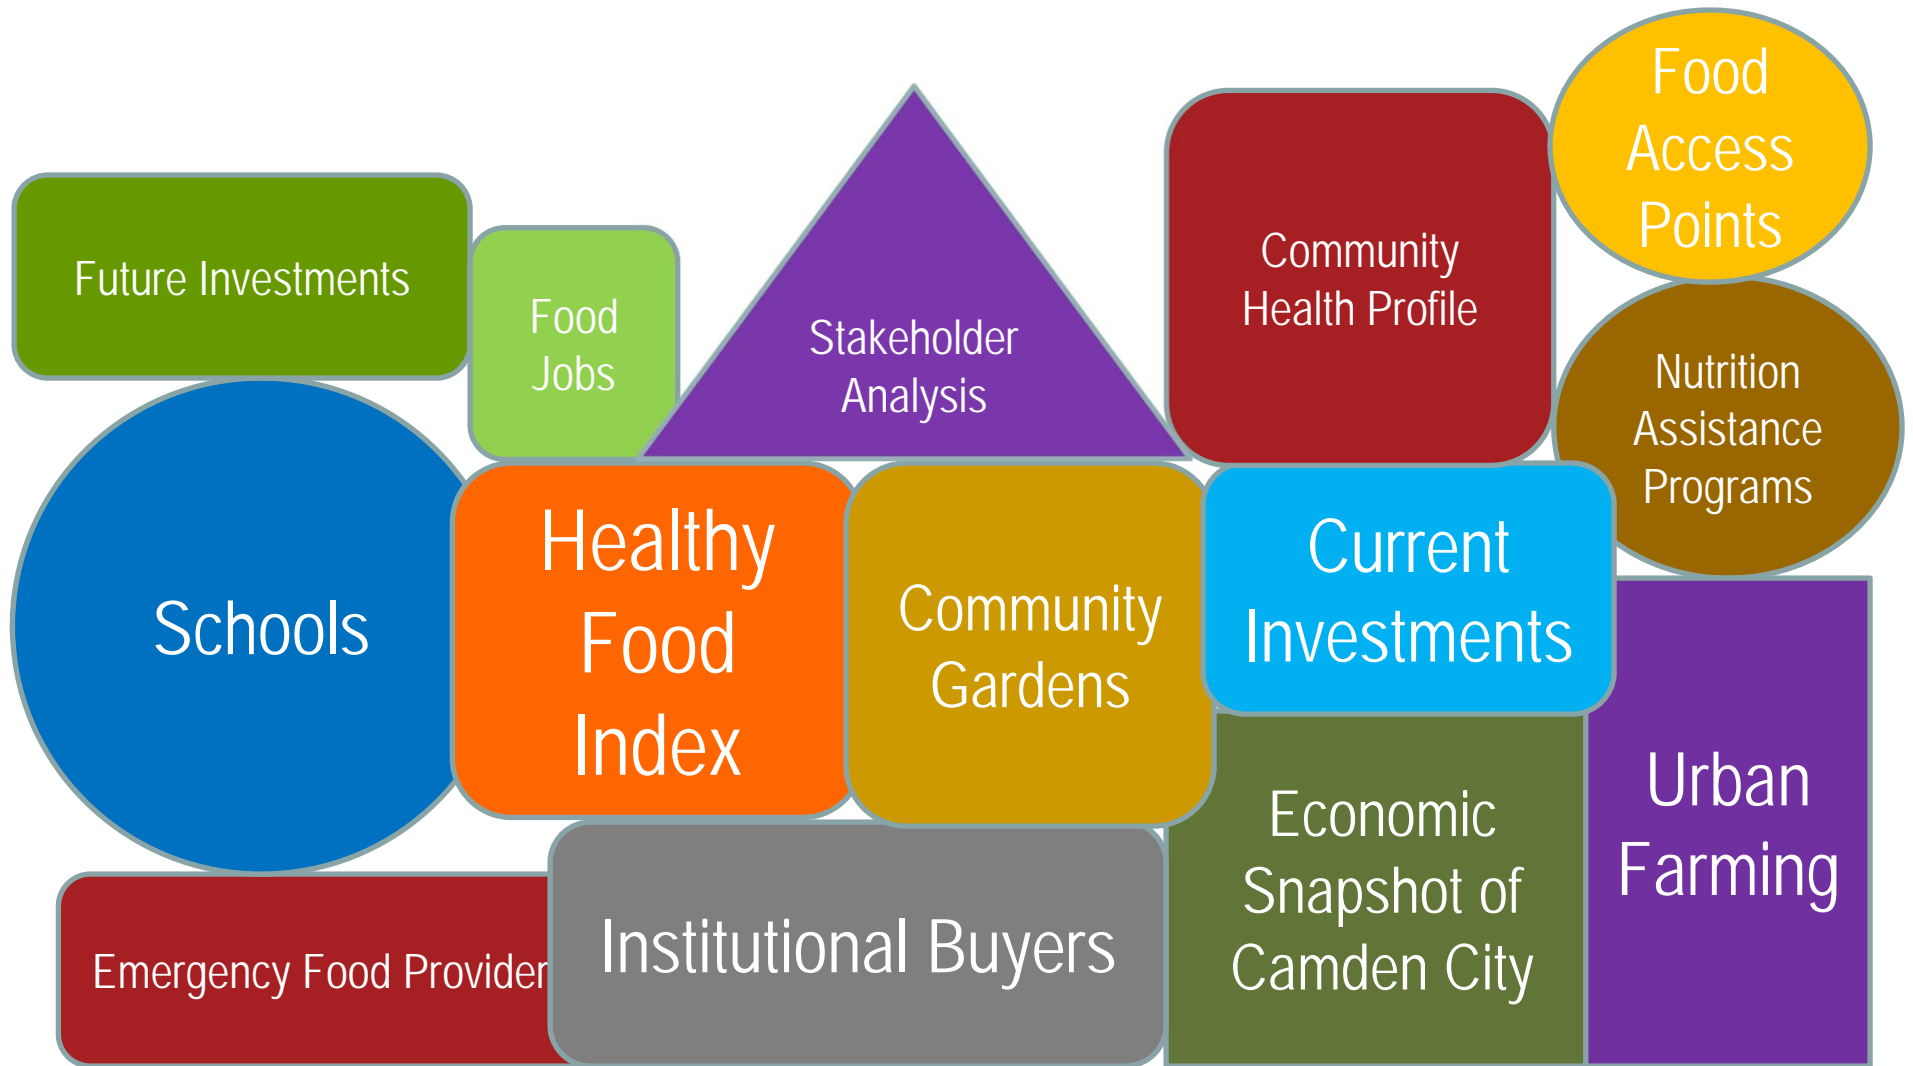 Food
Access
Points
Future Investments
Food
Jobs
Stakeholder
Analysis
Community
Health Profile
Nutrition
Assistance
Programs
Schools
Healthy
Food
Index
Community
Gardens
Current
Investments
Urban
Farming
Economic
Snapshot of
Camden City
Institutional Buyers
Emergency Food Provider